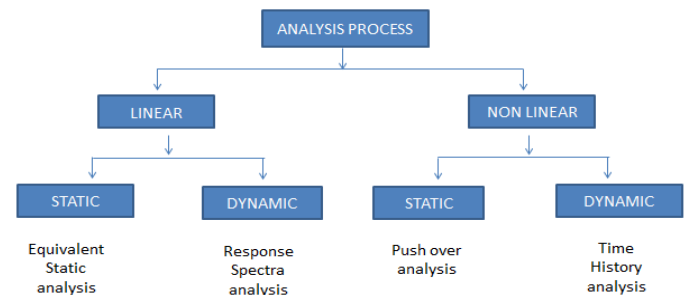 ANALYSIS PROCESS
LINEAR
NON LINEAR
STATIC
DYNAMIC
STATIC
DYNAMIC
Equivalent
Static
analysis
Response
Spectra
analysis
Push over
analysis
Time
History
analysis